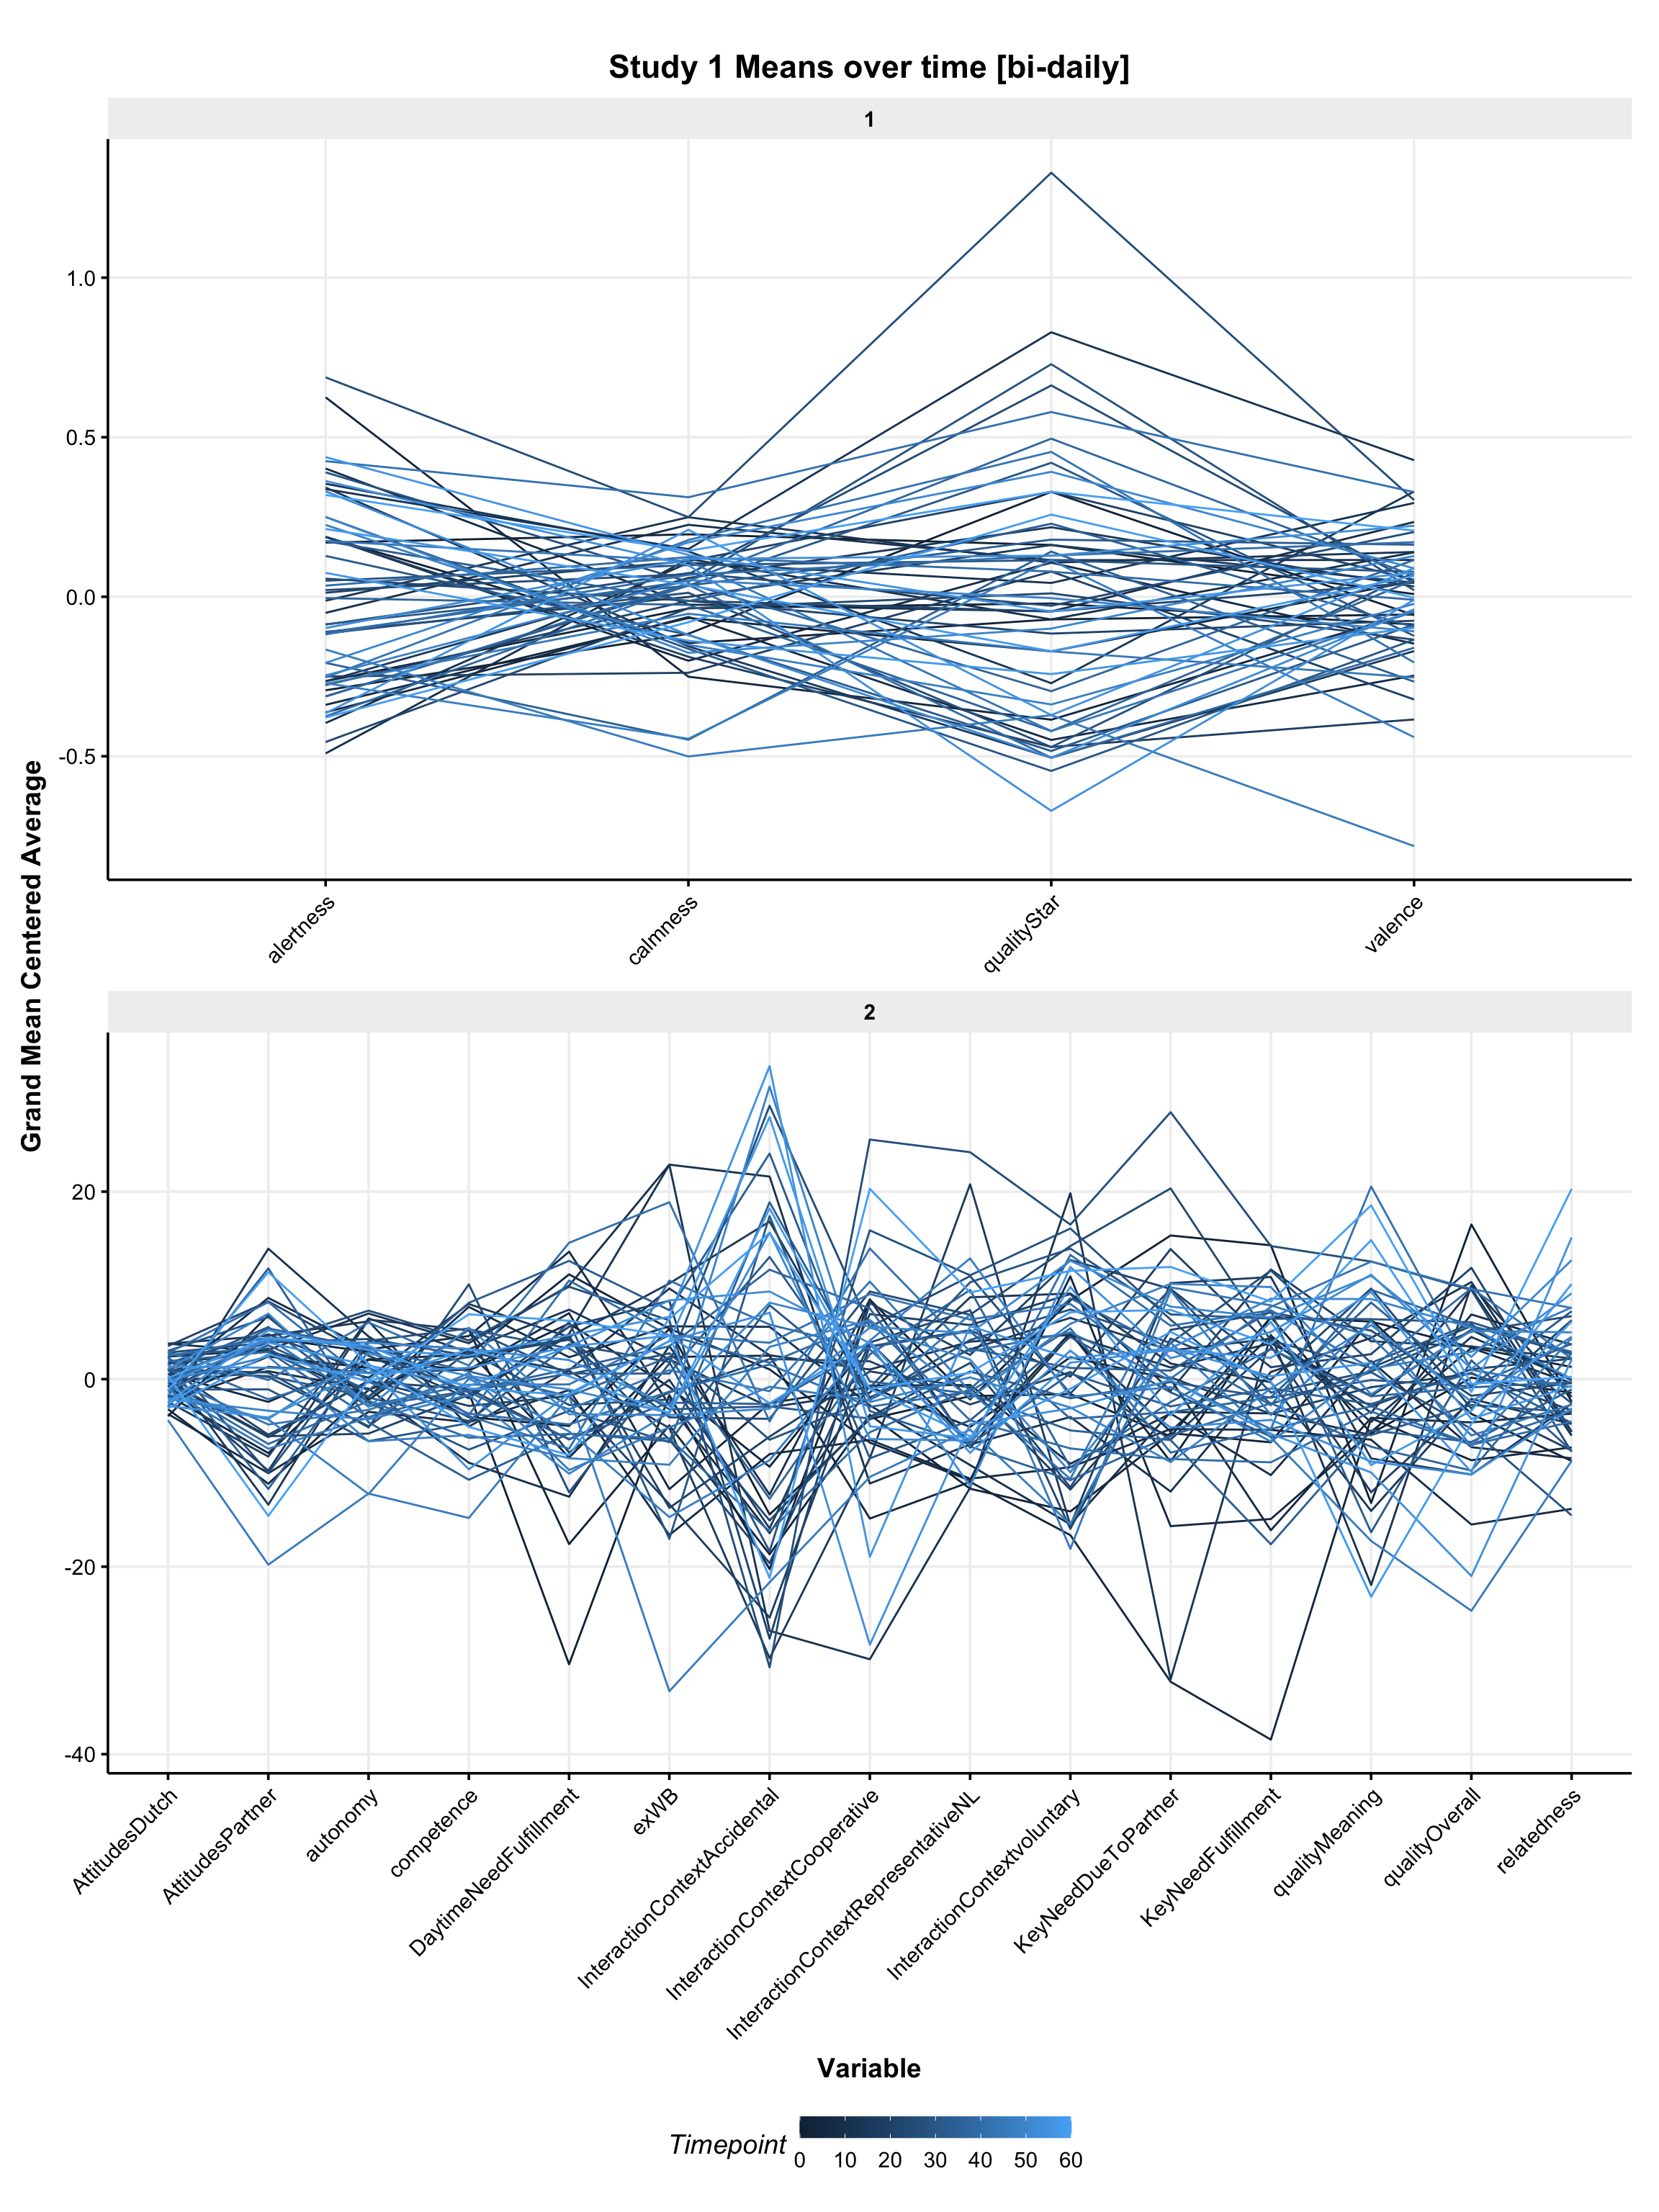 Study 1 Means over time [bi-daily]
1
1.0
0.5
0.0
-0.5
alertness
calmness
qualityStar
valence
Grand Mean Centered Average
2
20
0
-20
-40
AttitudesDutch
AttitudesPartner
autonomy
competence
DaytimeNeedFulfillment
exWB
InteractionContextAccidental
InteractionContextCooperative
InteractionContextRepresentativeNL
InteractionContextvoluntary
KeyNeedDueToPartner
KeyNeedFulfillment
qualityMeaning
qualityOverall
relatedness
Variable
Timepoint
0 10 20 30 40 50 60